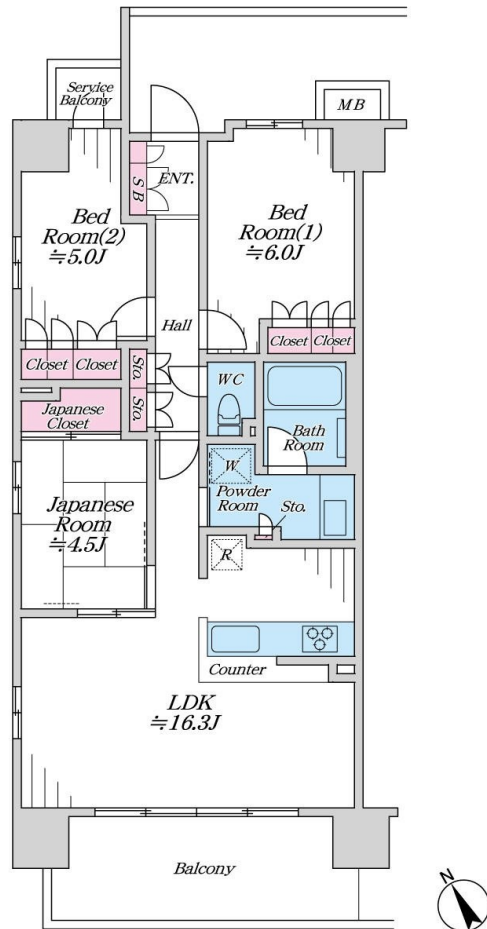 Service
Balcony
MB
SB
ENT.
Bed
Room(2)
≒5.0J
Bed
Room(1)
≒6.0J
Hall
Closet
Closet
Closet
Closet
Sto.
Sto.
WC
Japanese
Closet
Bath
Room
W.
Powder
Room
Sto.
Japanese
Room
≒4.5J
R
Counter
LDK
≒16.3J
Balcony
N